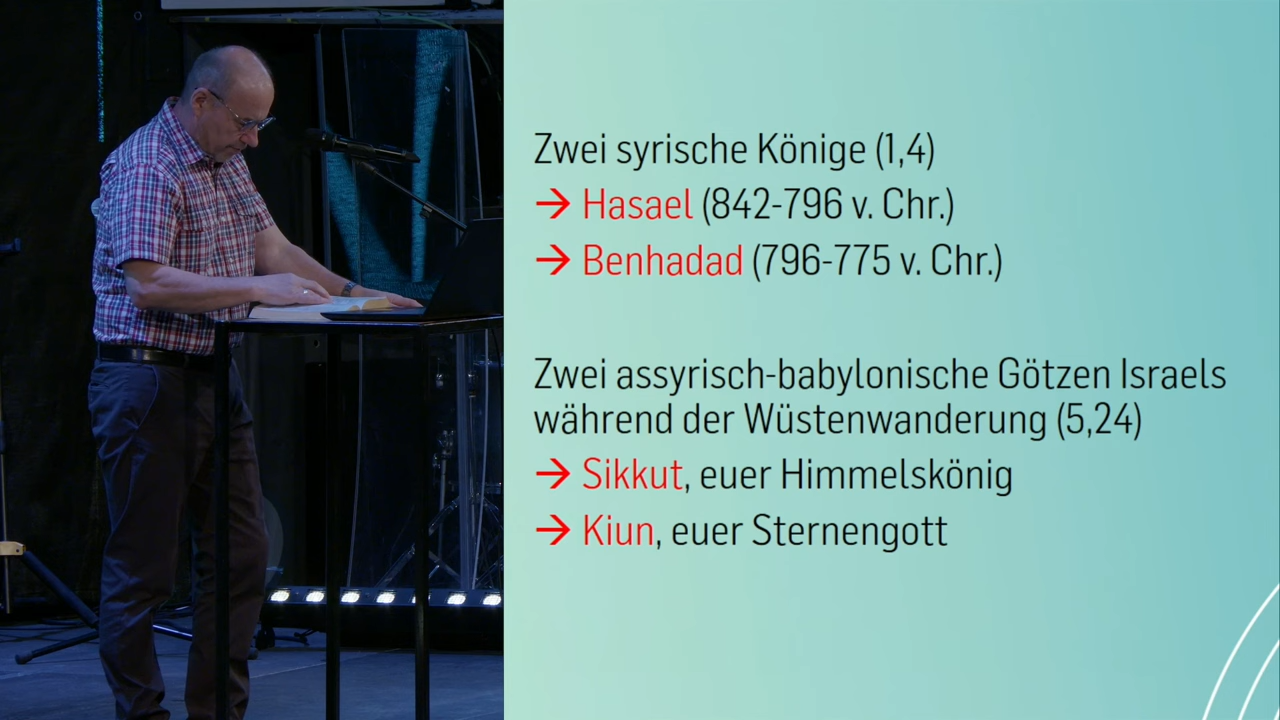 Zwei syrische Könige (1,4)
→ Hasael (842-796 v. Chr.)
→ Benhadad (796-775 v. Chr.)
Zwei assyrisch-babylonische Götzen Israels
während der Wüstenwanderung (5,24)
→ Sikkut, euer Himmelskönig
→ Kiun, euer Sternengott